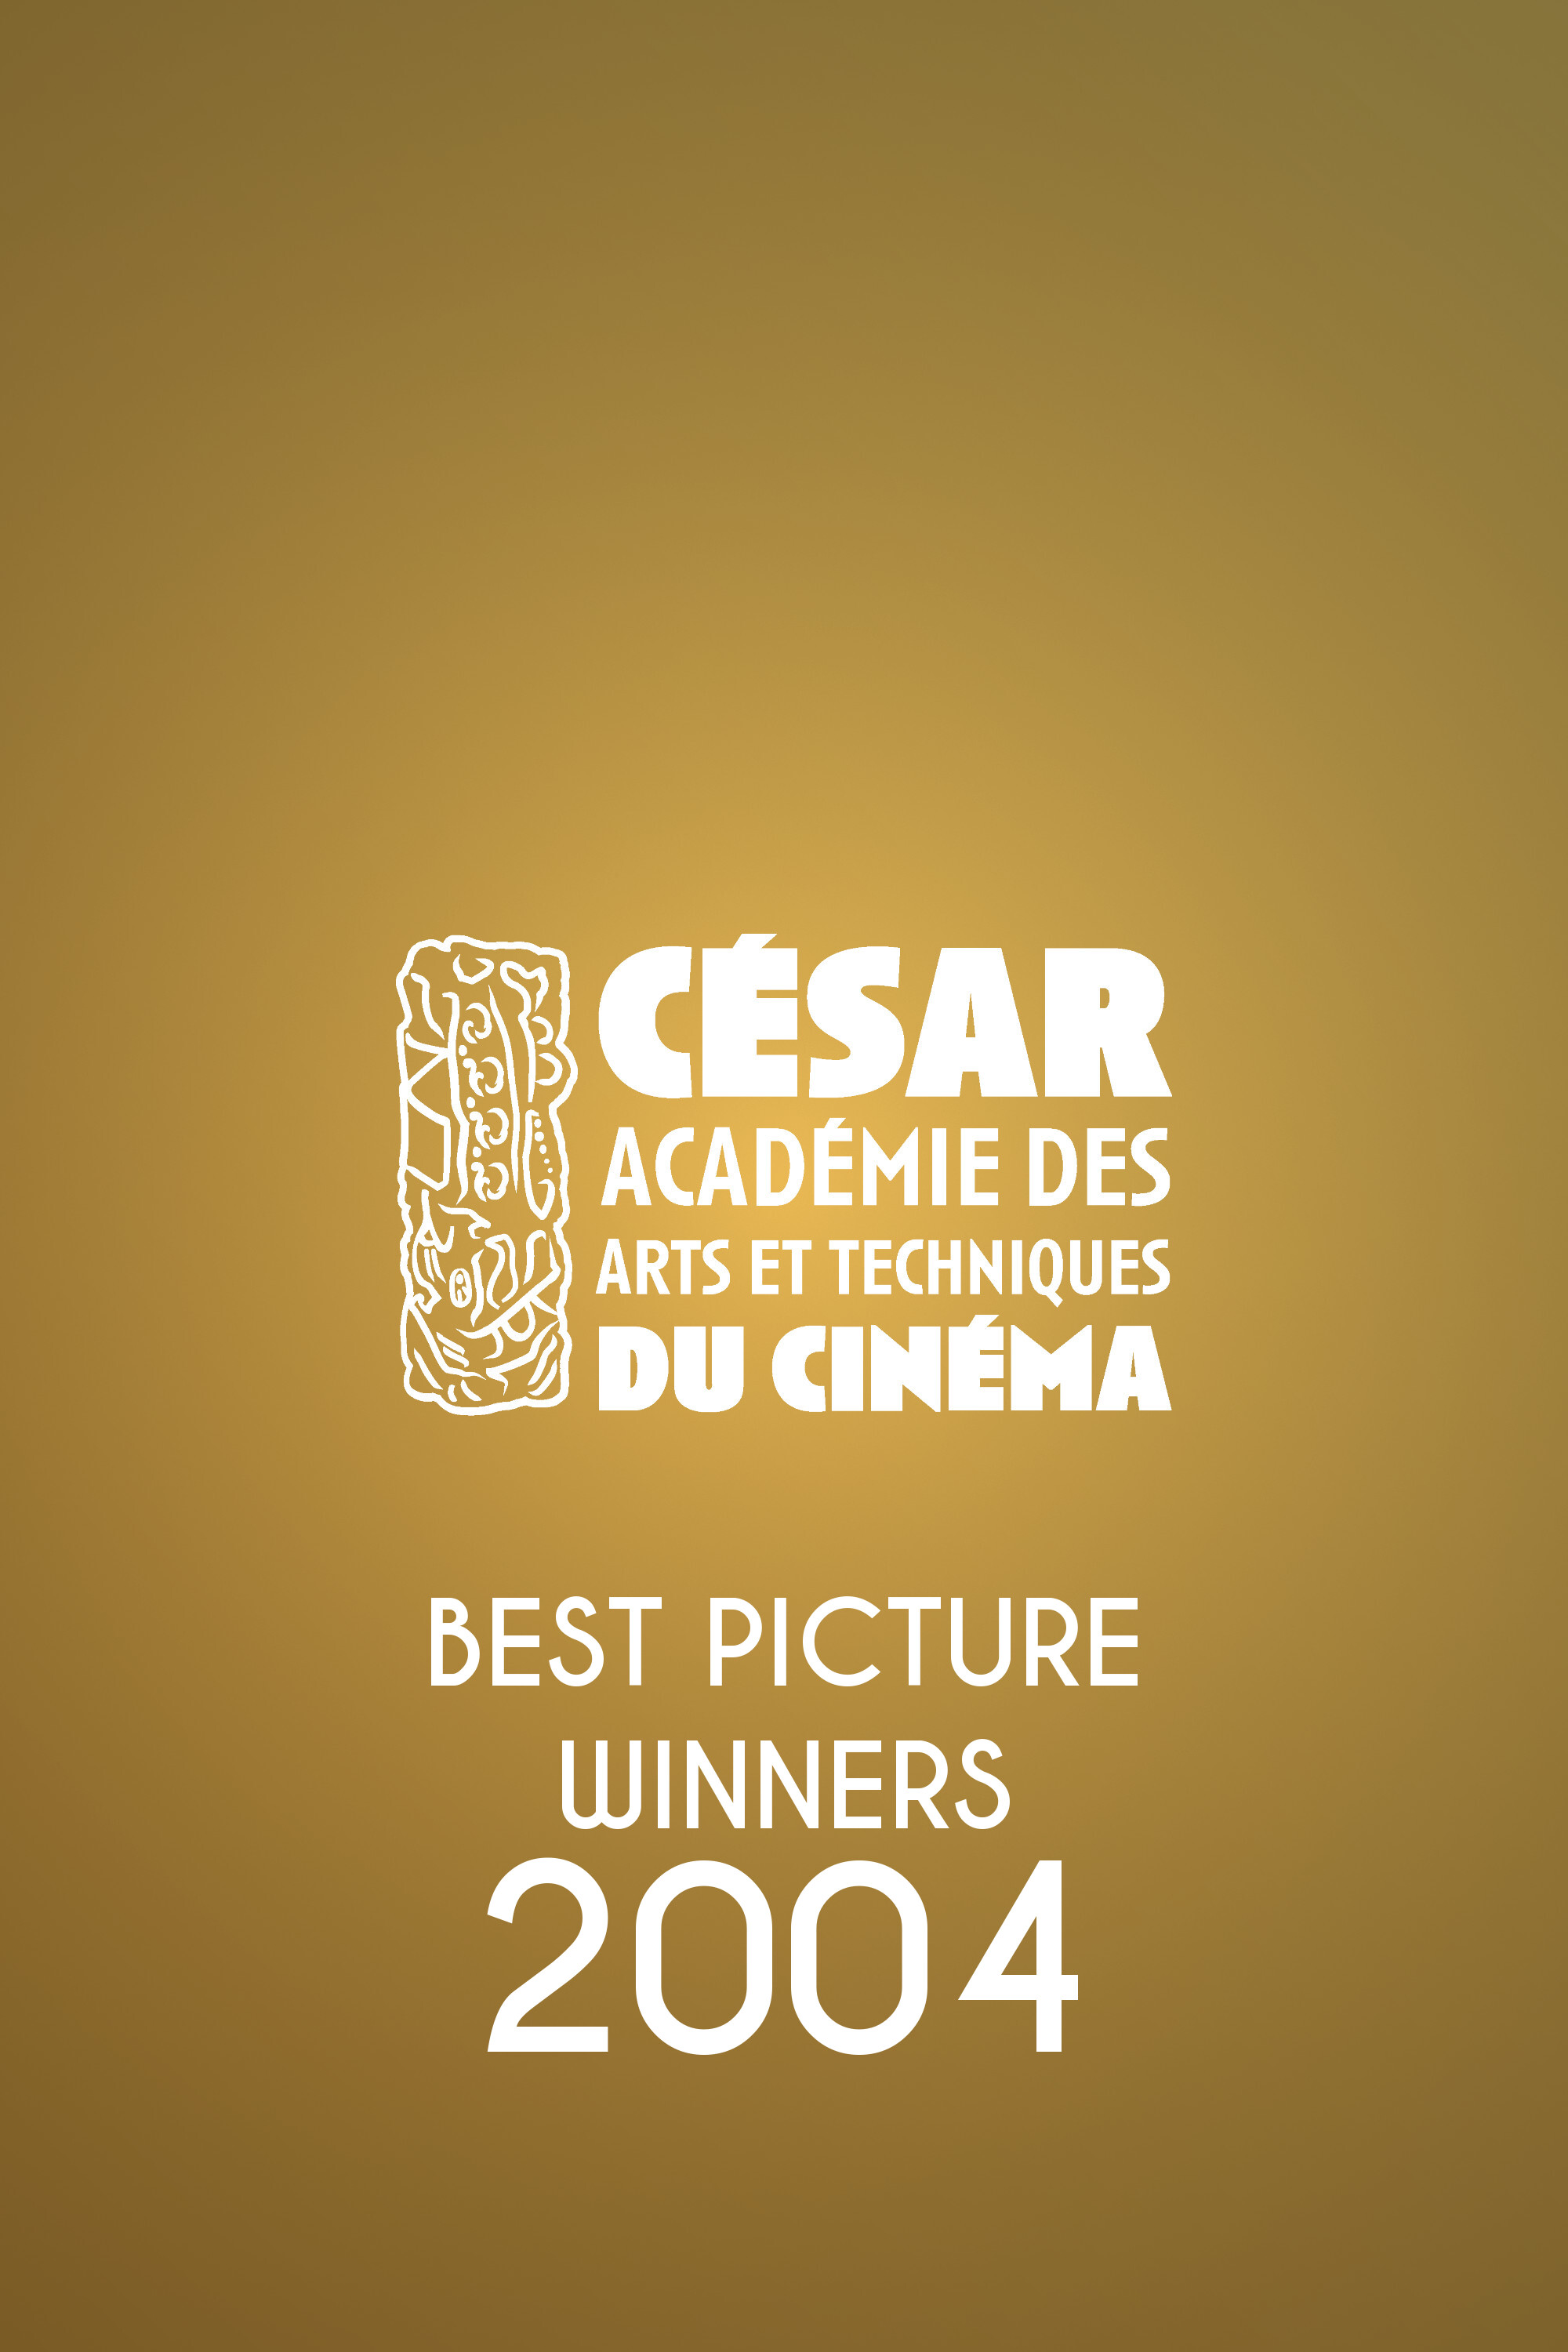 CÉSAR
ACADÉMIE DES
ARTS ET TECHNIQUES
DU CINÉMA
BEST PICTURE
WINNERS
2004